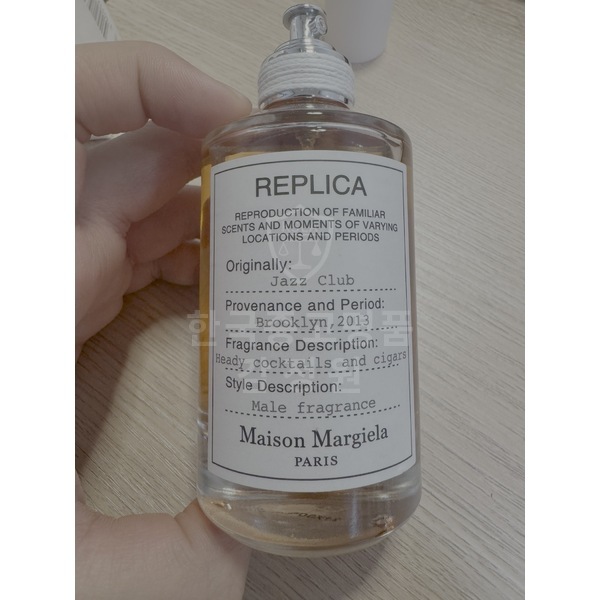 REPLICA
REPRODUCTION OF FAMILIAR
SCENTS AND MOMENTS OF VARYING
LOCATIONS AND PERIODS
Originally:
Jazz Club
Provenance and Period:
Brooklyn,2013
Fragrance Description:
Heady cocktails and cigars
Style Description:
Male fragrance
Maison Margiela
PARIS